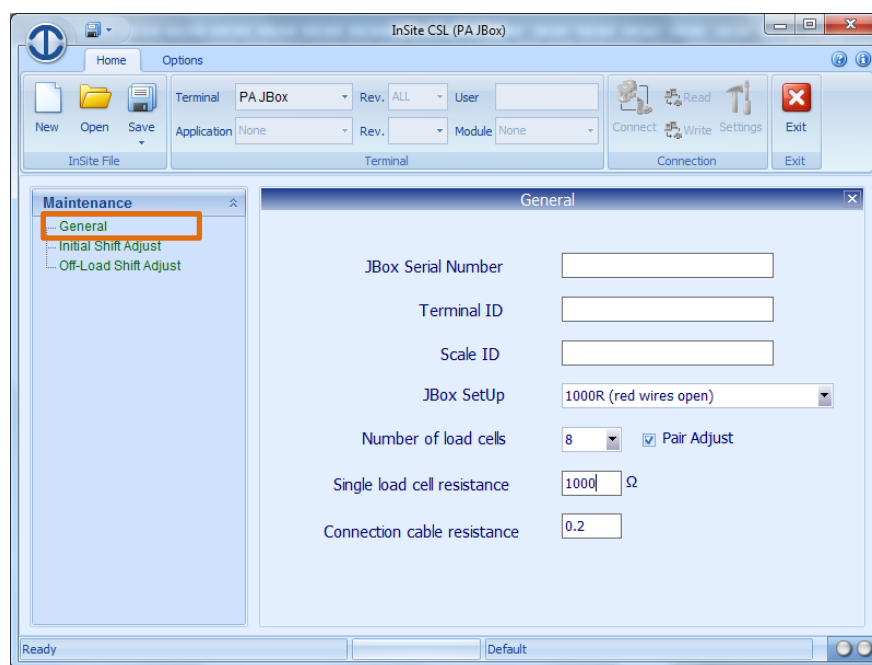 InSite CSL (PA JBox)
Home Options
New Open Save
InSite File
Terminal PA JBox Rev. ALL User
Application None Rev. Module None
Terminal
Connect Read Write Settings
Connection
Exit
Exit
Maintenance
General
Initial Shift Adjust
Off-Load Shift Adjust
General
JBox Serial Number
Terminal ID
Scale ID
JBox SetUp 1000R (red wires open)
Number of load cells 8 Pair Adjust
Single load cell resistance 1000 Ω
Connection cable resistance 0.2
Ready Default